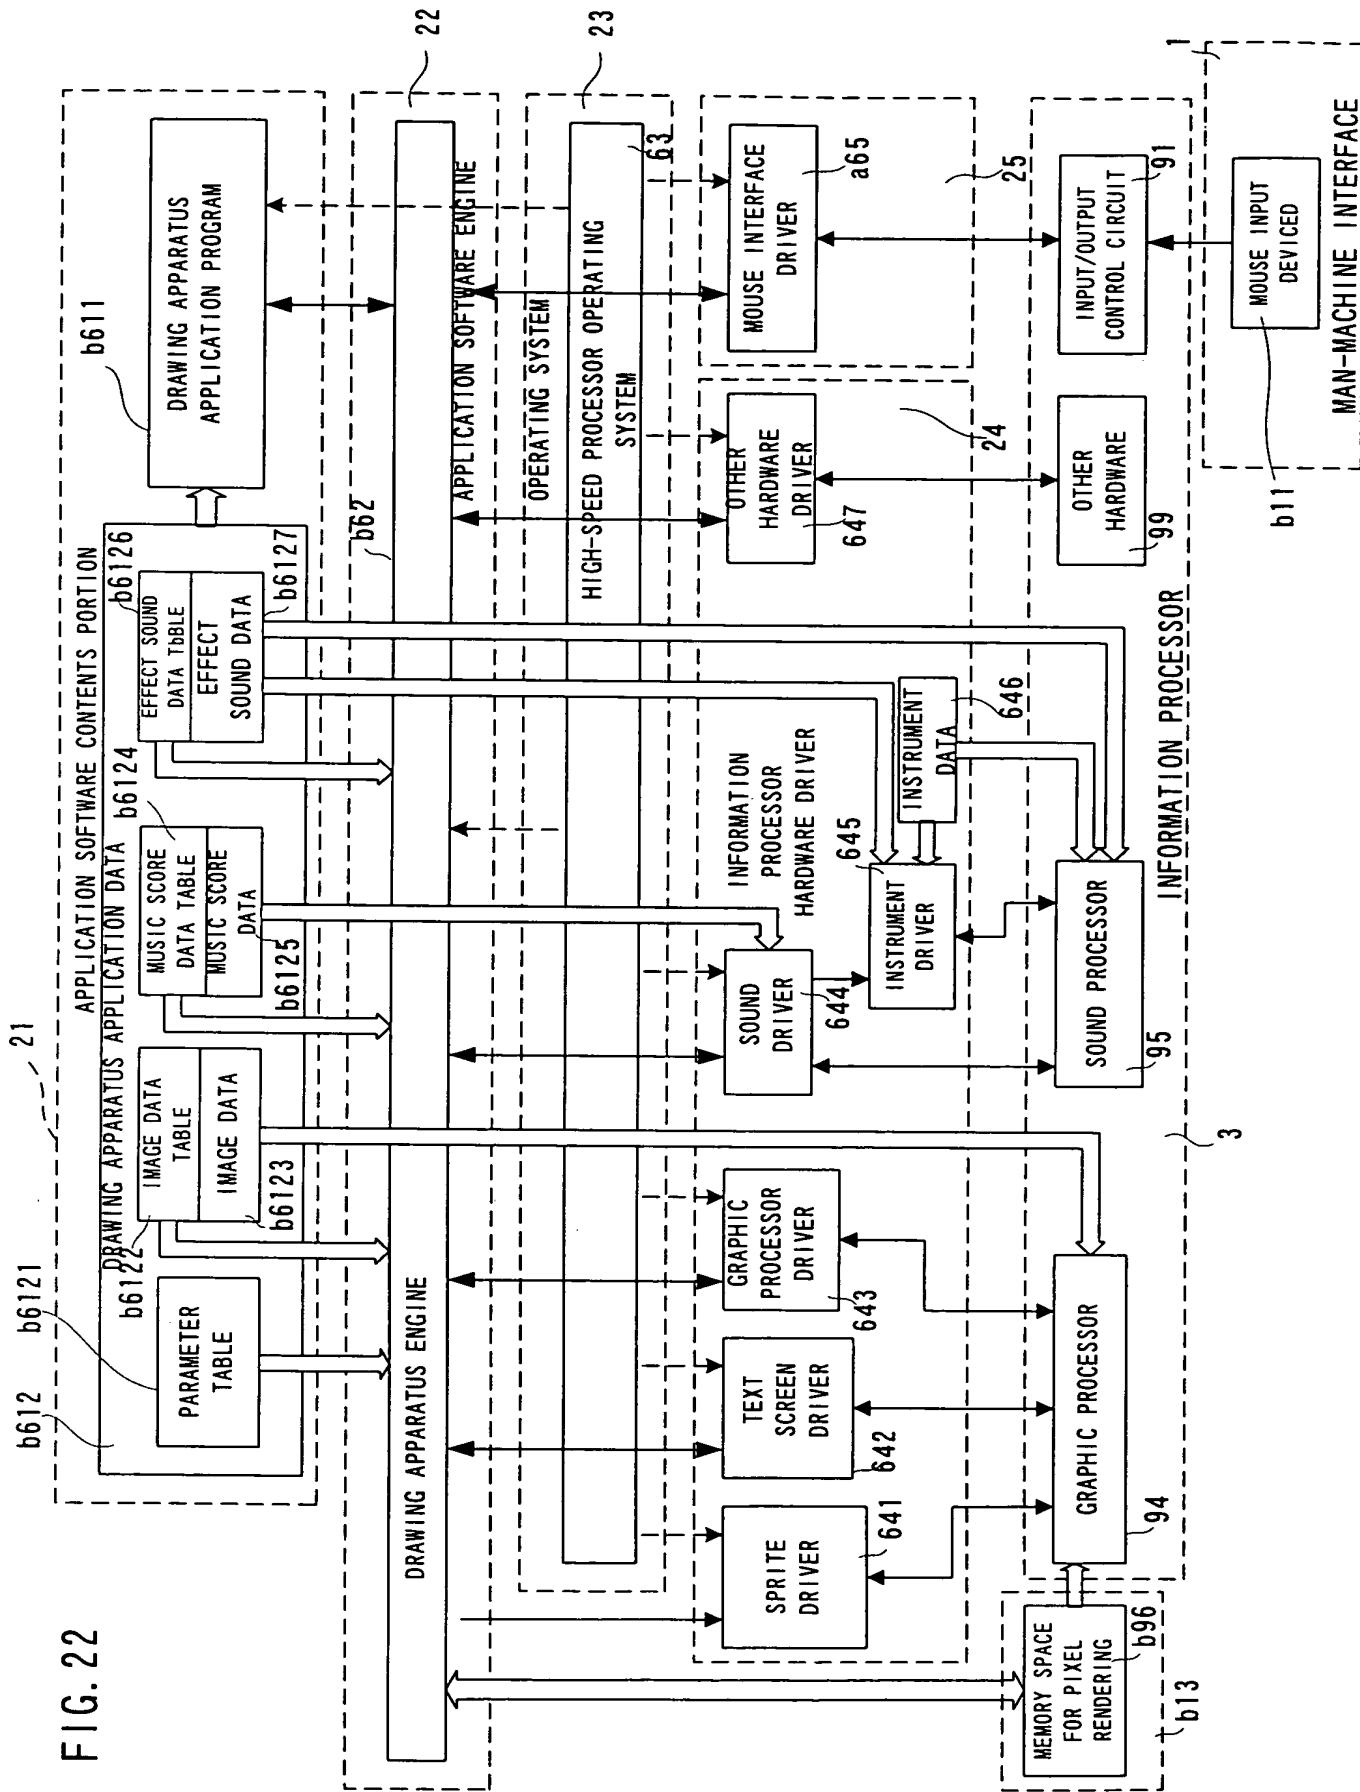 FIG. 22
21
APPLICATION SOFTWARE CONTENTS PORTION
b612
DRAWING APPARATUS APPLICATION DATA
b6121
PARAMETER
TABLE
b6122
IMAGE DATA
TABLE
IMAGE DATA
b6123
b6124
MUSIC SCORE
DATA TABLE
MUSIC SCORE
DATA
b6125
b6126
EFFECT SOUND
DATA TbBLE
EFFECT
SOUND DATA
b6127
b611
DRAWING APPARATUS
APPLICATION PROGRAM
22
b62
DRAWING APPARATUS ENGINE
APPLICATION SOFTWARE ENGINE
23
OPERATING SYSTEM
HIGH-SPEED PROCESSOR OPERATING
SYSTEM
63
SPRITE
DRIVER
641
TEXT
SCREEN
DRIVER
642
GRAPHIC
PROCESSOR
DRIVER
643
SOUND
DRIVER
644
INFORMATION
PROCESSOR
HARDWARE DRIVER
645
INSTRUMENT
DRIVER
INSTRUMENT
DATA
646
OTHER
HARDWARE
DRIVER
647
24
MOUSE INTERFACE
DRIVER
a65
25
MEMORY SPACE
FOR PIXEL
RENDERING
b96
b13
GRAPHIC PROCESSOR
94
3
SOUND PROCESSOR
95
INFORMATION PROCESSOR
OTHER
HARDWARE
99
INPUT/OUTPUT
CONTROL CIRCUIT
91
1
MOUSE INPUT
DEVICED
b11
MAN-MACHINE INTERFACE